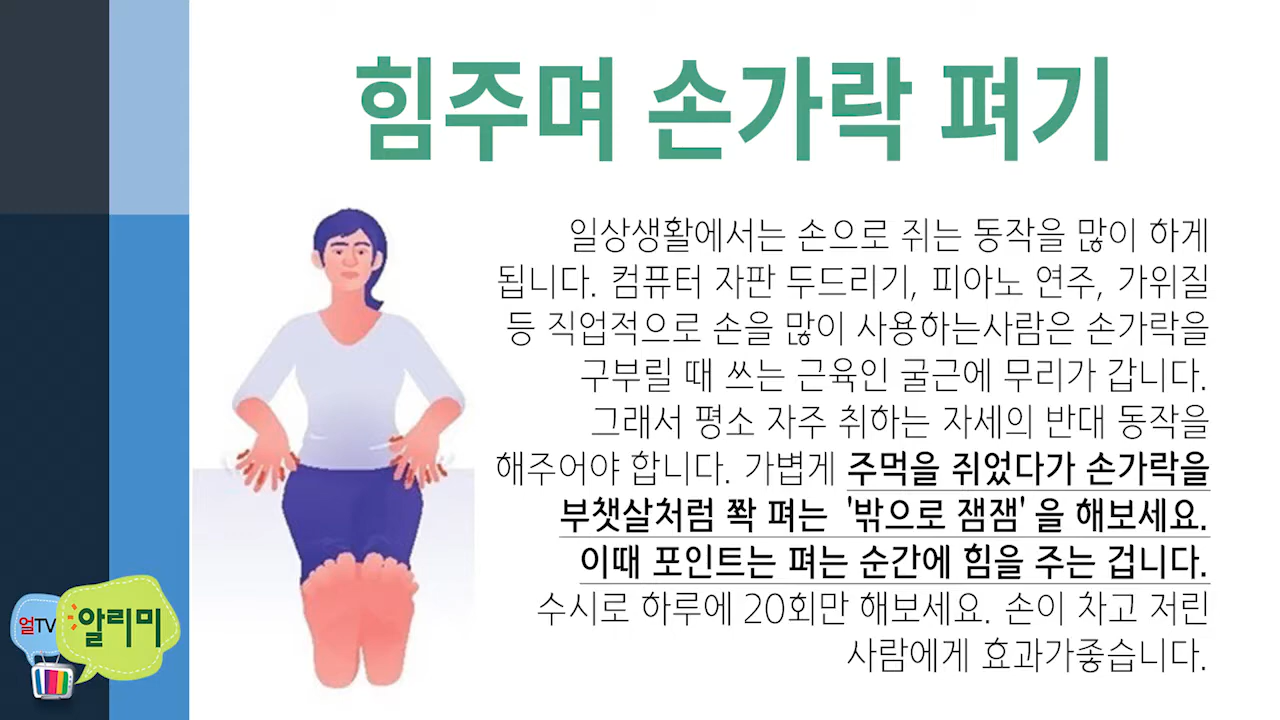 힘주며 손가락 펴기
일상생활에서는 손으로 쥐는 동작을 많이 하게
됩니다. 컴퓨터 자판 두드리기, 피아노 연주, 가위질
등 직업적으로 손을 많이 사용하는사람은 손가락을
구부릴 때 쓰는 근육인 굴근에 무리가 갑니다.
그래서 평소 자주 취하는 자세의 반대 동작을
해주어야 합니다. 가볍게 주먹을 쥐었다가 손가락을
부챗살처럼 쫙 펴는 '밖으로 잼잼' 을 해보세요.
이때 포인트는 펴는 순간에 힘을 주는 겁니다.
수시로 하루에 20회만 해보세요. 손이 차고 저린
사람에게 효과가좋습니다.
얼TV 알리미